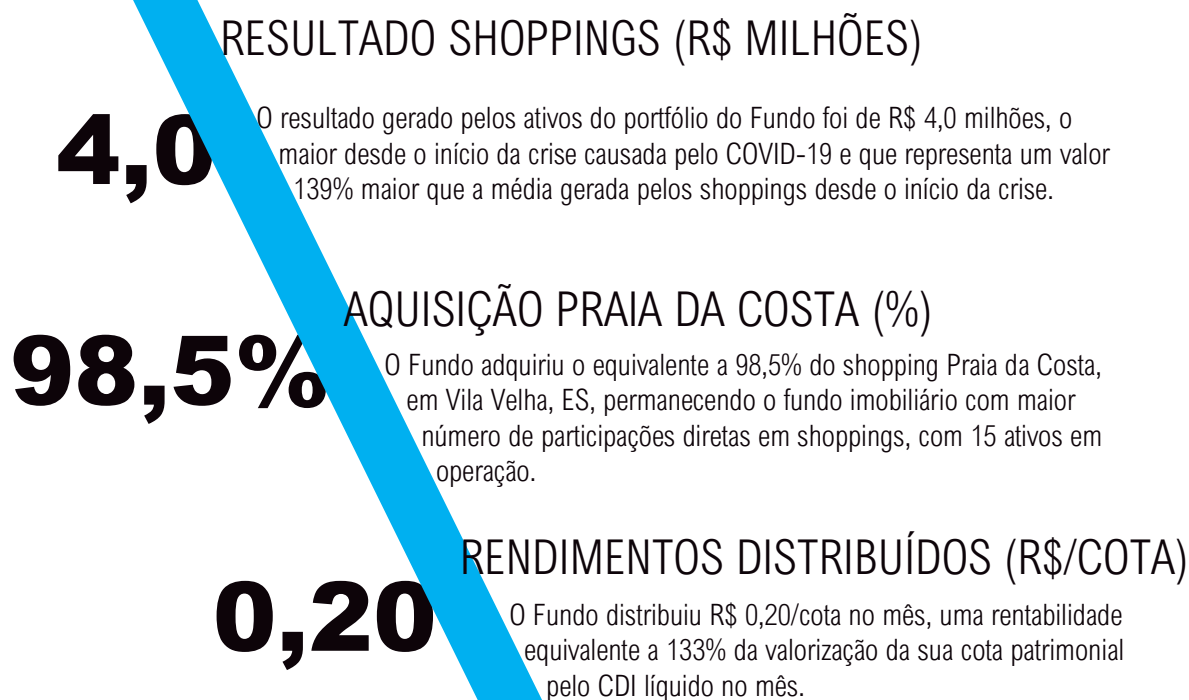 RESULTADO SHOPPINGS (R$ MILHÕES)
4,0
O resultado gerado pelos ativos do portfólio do Fundo foi de R$ 4,0 milhões, o
maior desde o início da crise causada pelo COVID-19 e que representa um valor
139% maior que a média gerada pelos shoppings desde o início da crise.
AQUISIÇÃO PRAIA DA COSTA (%)
98,5%
O Fundo adquiriu o equivalente a 98,5% do shopping Praia da Costa,
em Vila Velha, ES, permanecendo o fundo imobiliário com maior
número de participações diretas em shoppings, com 15 ativos em
operação.
RENDIMENTOS DISTRIBUÍDOS (R$/COTA)
0,20
O Fundo distribuiu R$ 0,20/cota no mês, uma rentabilidade
equivalente a 133% da valorização da sua cota patrimonial
pelo CDI líquido no mês.